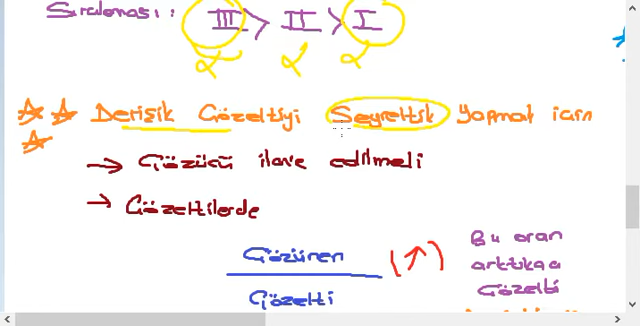 Sıralaması:
III > II > I
α α α
Derişik Çözeltiyi Seyreltik Yapmak için
→ Çözücü ilave edilmeli
→ Çözeltilerde
Çözünen
Çözelti
(↑)
Bu oran
arttıkça
Çözelti